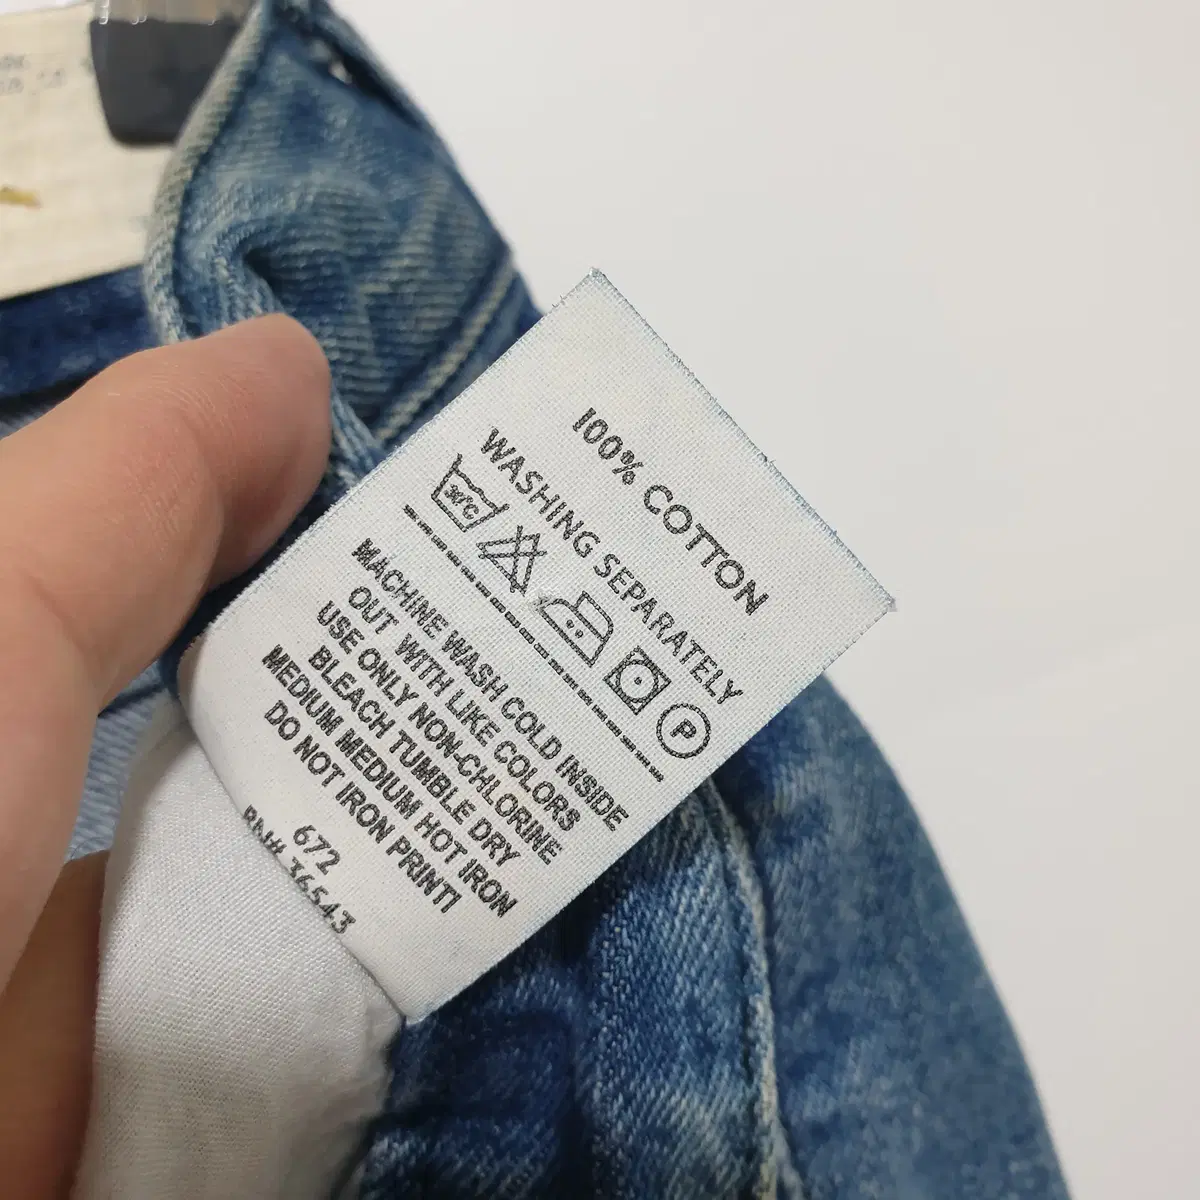 100% COTTON
WASHING SEPARATELY
30°C
P
MACHINE WASH COLD INSIDE
OUT WITH LIKE COLORS
USE ONLY NON-CHLORINE
BLEACH TUMBLE DRY
MEDIUM MEDIUM HOT IRON
DO NOT IRON PRINT!
672
RN# 36543